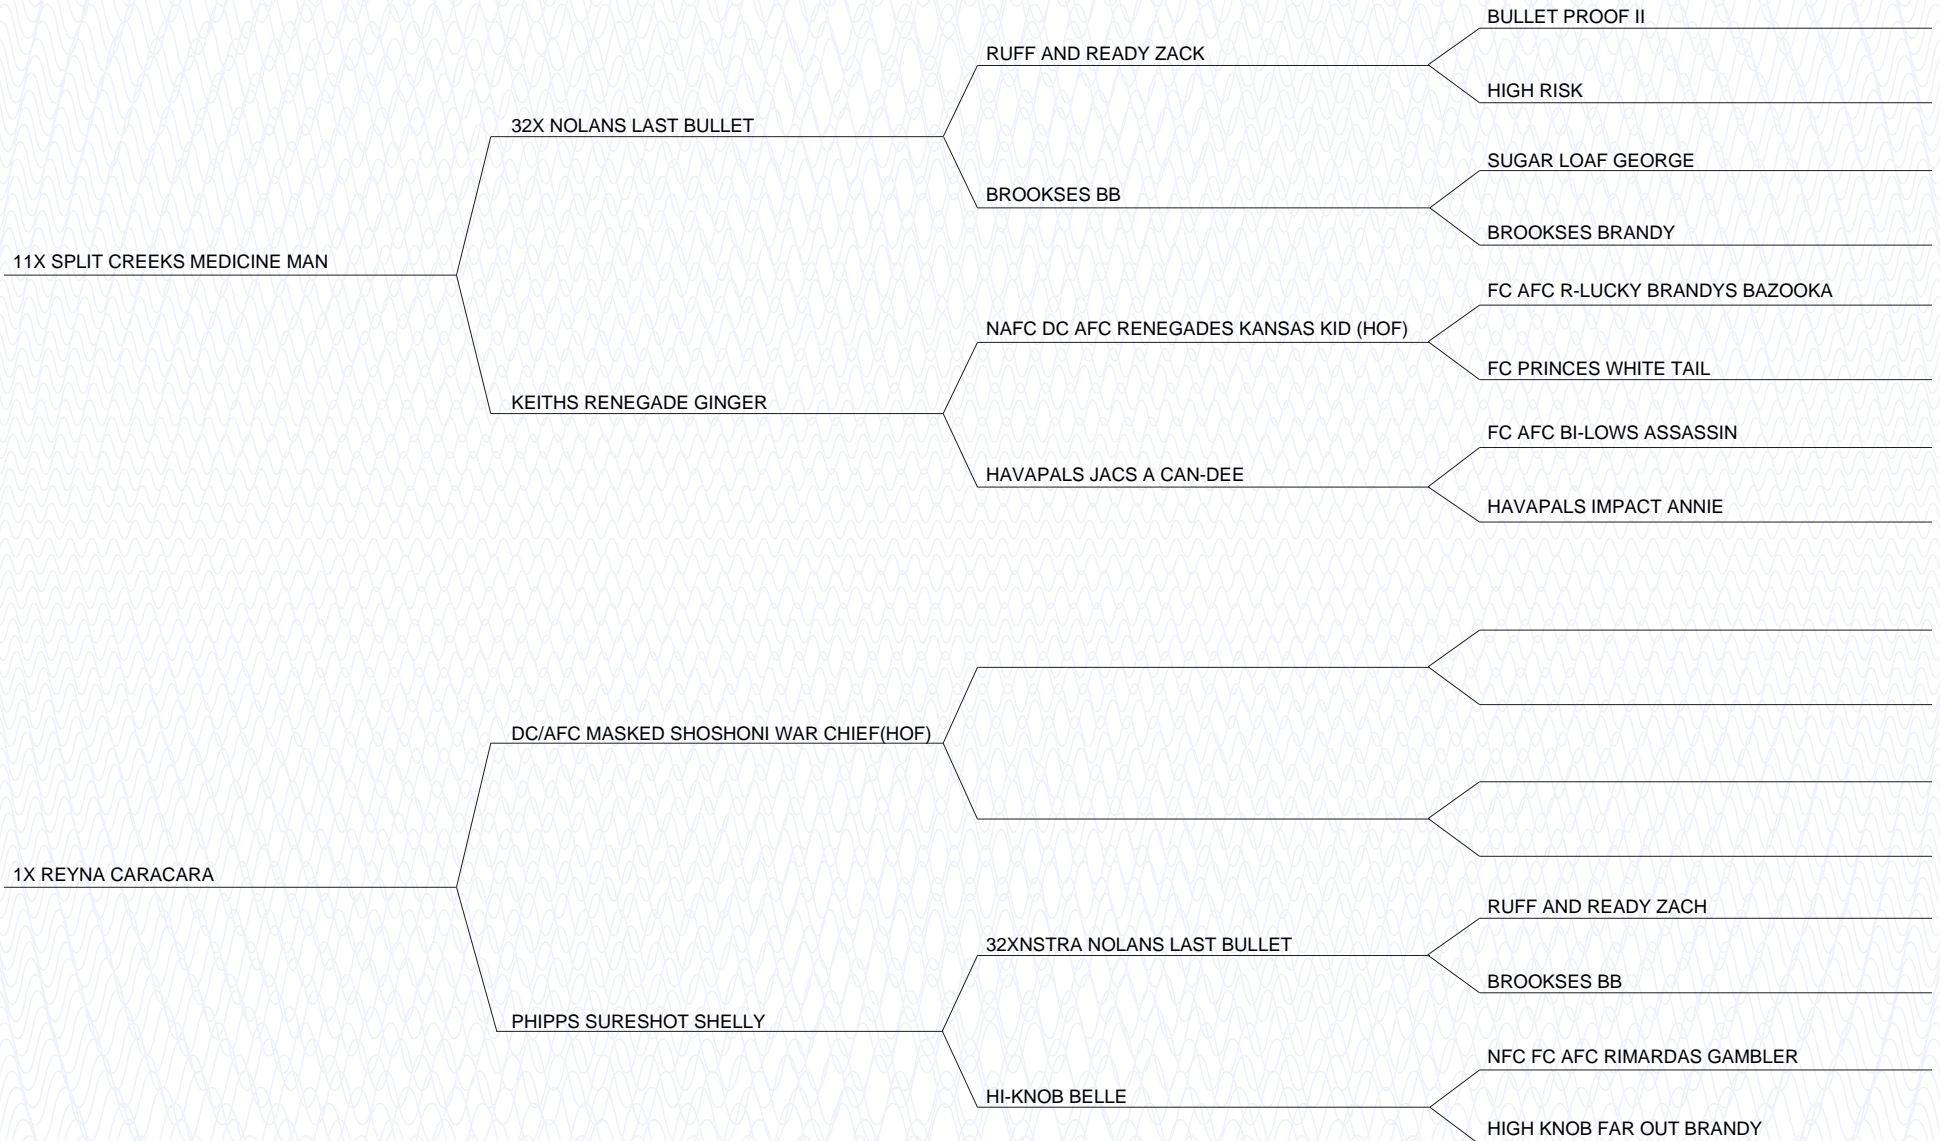 BULLET PROOF II
RUFF AND READY ZACK
HIGH RISK
32X NOLANS LAST BULLET
SUGAR LOAF GEORGE
BROOKSES BB
BROOKSES BRANDY
11X SPLIT CREEKS MEDICINE MAN
FC AFC R-LUCKY BRANDYS BAZOOKA
NAFC DC AFC RENEGADES KANSAS KID (HOF)
FC PRINCES WHITE TAIL
KEITHS RENEGADE GINGER
FC AFC BI-LOWS ASSASSIN
HAVAPALS JACS A CAN-DEE
HAVAPALS IMPACT ANNIE
DC/AFC MASKED SHOSHONI WAR CHIEF(HOF)
1X REYNA CARACARA
RUFF AND READY ZACH
32XNSTRA NOLANS LAST BULLET
BROOKSES BB
PHIPPS SURESHOT SHELLY
NFC FC AFC RIMARDAS GAMBLER
HI-KNOB BELLE
HIGH KNOB FAR OUT BRANDY